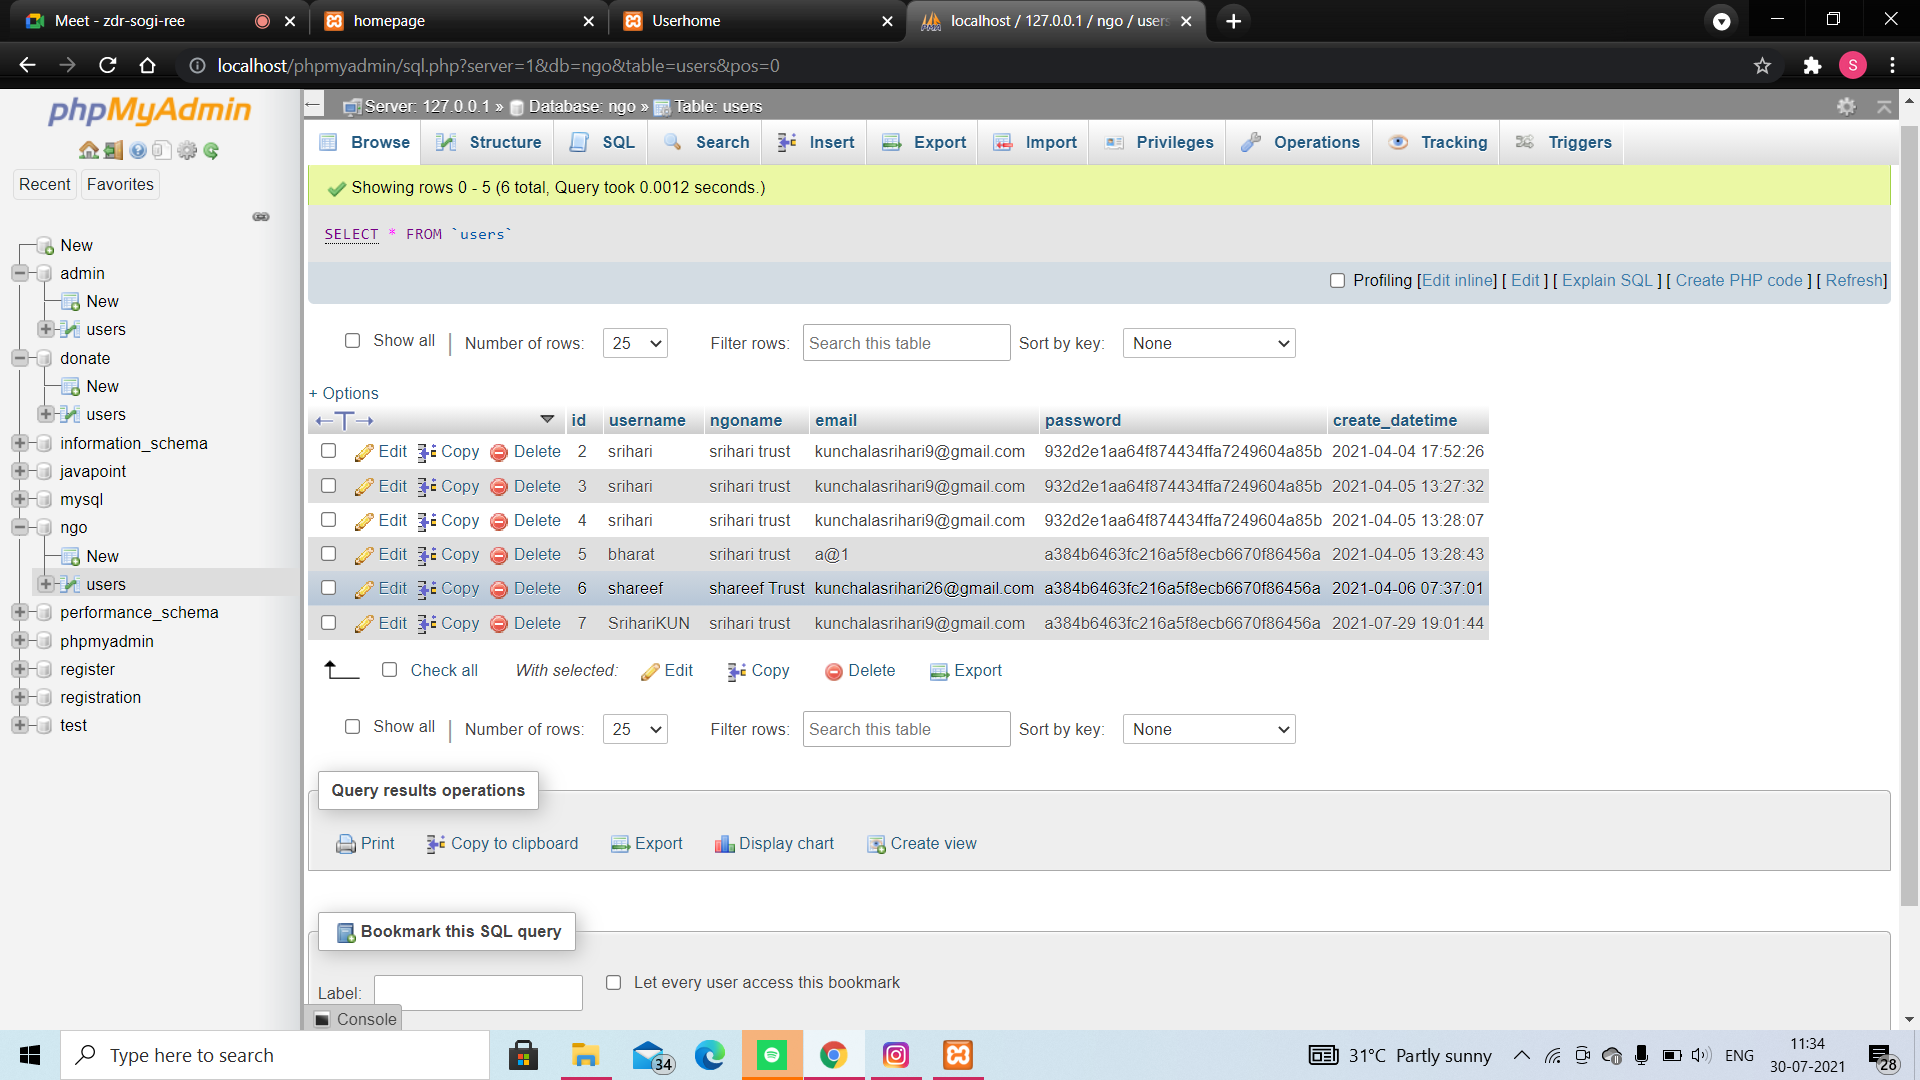 Meet - zdr-sogi-ree
homepage
Userhome
localhost / 127.0.0.1 / ngo / users
localhost/phpmyadmin/sql.php?server=1&db=ngo&table=users&pos=0
S
phpMyAdmin
Recent Favorites
New
admin
New
users
donate
New
users
information_schema
javapoint
mysql
ngo
New
users
performance_schema
phpmyadmin
register
registration
test
Server: 127.0.0.1 » Database: ngo » Table: users
Browse Structure SQL Search Insert Export Import Privileges Operations Tracking Triggers
Showing rows 0 - 5 (6 total, Query took 0.0012 seconds.)
SELECT * FROM `users`
Profiling [Edit inline] [ Edit ] [ Explain SQL ] [ Create PHP code ] [ Refresh]
Show all | Number of rows: 25 Filter rows: Search this table Sort by key: None
+ Options
←T→ id username ngoname email password create_datetime
Edit Copy Delete 2 srihari srihari trust kunchalasrihari9@gmail.com 932d2e1aa64f874434ffa7249604a85b 2021-04-04 17:52:26
Edit Copy Delete 3 srihari srihari trust kunchalasrihari9@gmail.com 932d2e1aa64f874434ffa7249604a85b 2021-04-05 13:27:32
Edit Copy Delete 4 srihari srihari trust kunchalasrihari9@gmail.com 932d2e1aa64f874434ffa7249604a85b 2021-04-05 13:28:07
Edit Copy Delete 5 bharat srihari trust a@1 a384b6463fc216a5f8ecb6670f86456a 2021-04-05 13:28:43
Edit Copy Delete 6 shareef shareef Trust kunchalasrihari26@gmail.com a384b6463fc216a5f8ecb6670f86456a 2021-04-06 07:37:01
Edit Copy Delete 7 SrihariKUN srihari trust kunchalasrihari9@gmail.com a384b6463fc216a5f8ecb6670f86456a 2021-07-29 19:01:44
Check all With selected: Edit Copy Delete Export
Show all | Number of rows: 25 Filter rows: Search this table Sort by key: None
Query results operations
Print Copy to clipboard Export Display chart Create view
Bookmark this SQL query
Label: Let every user access this bookmark
Console
Type here to search
34
31°C Partly sunny
ENG
11:34
30-07-2021
28